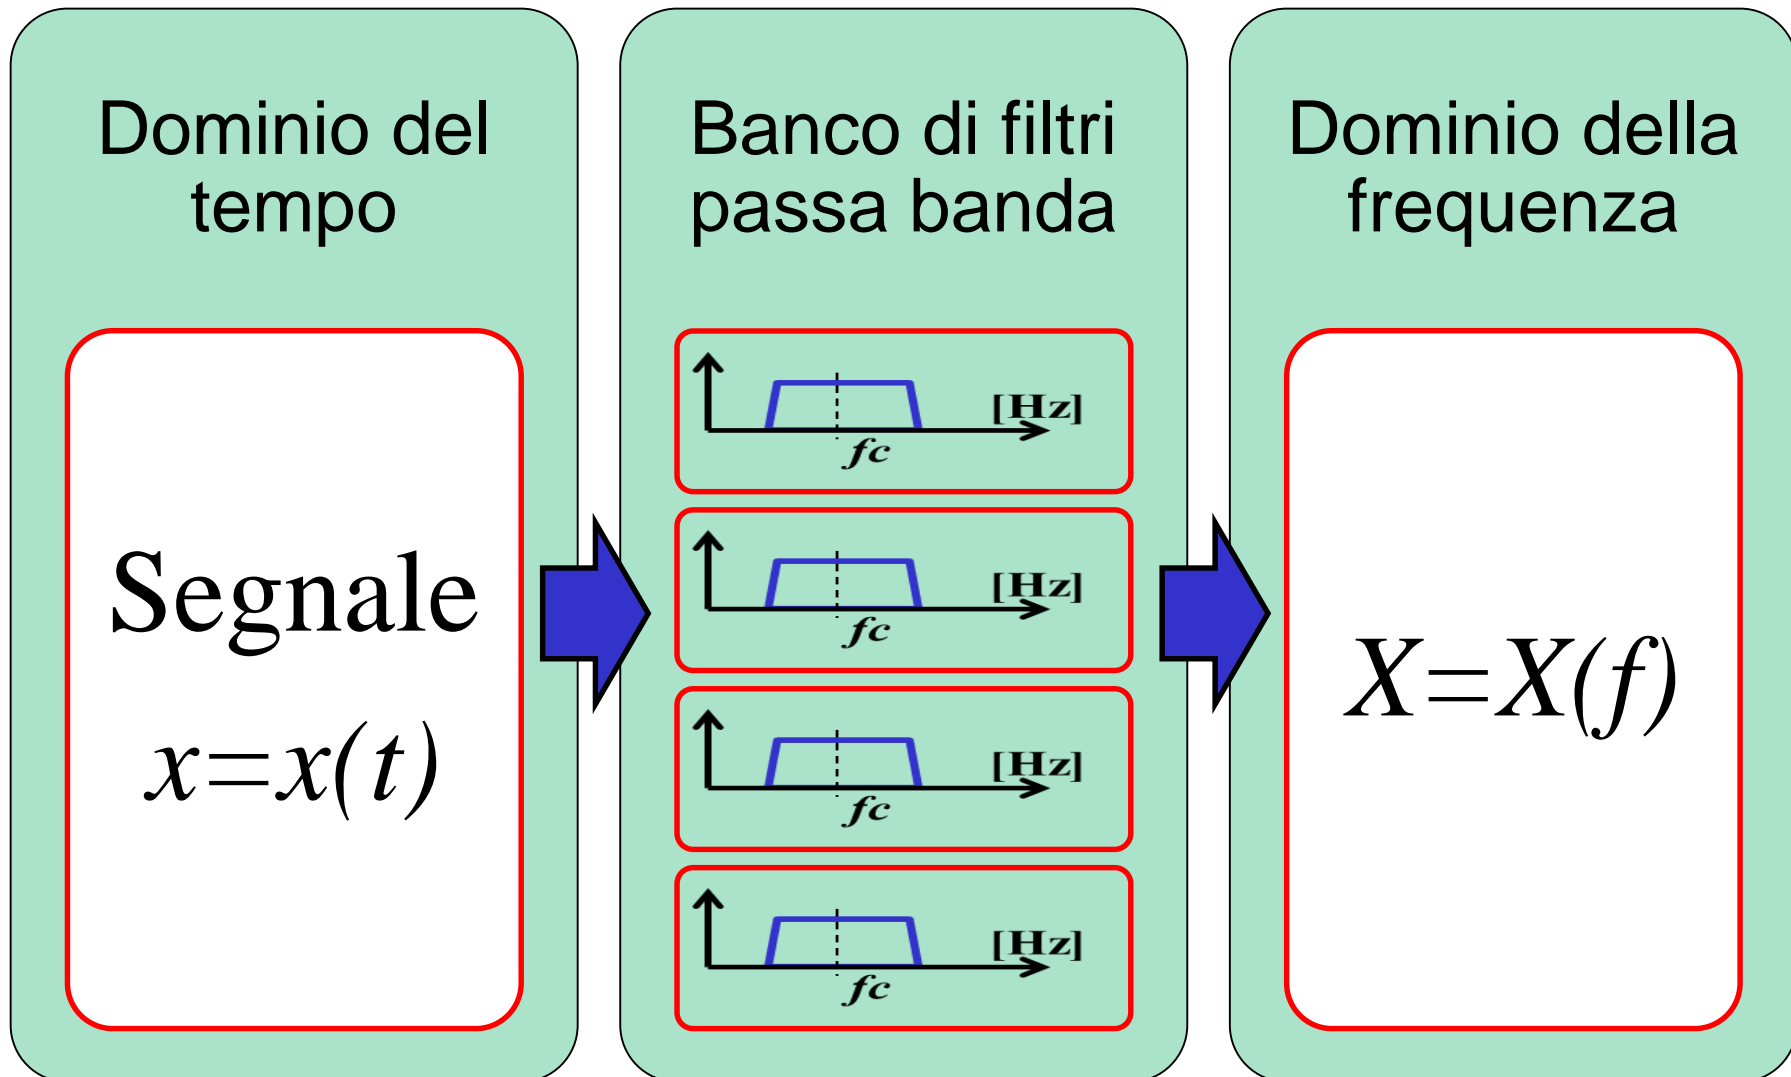 Dominio del
tempo
Segnale
x=x(t)
Banco di filtri
passa banda
[Hz]
fc
[Hz]
fc
[Hz]
fc
[Hz]
fc
Dominio della
frequenza
X=X(f)